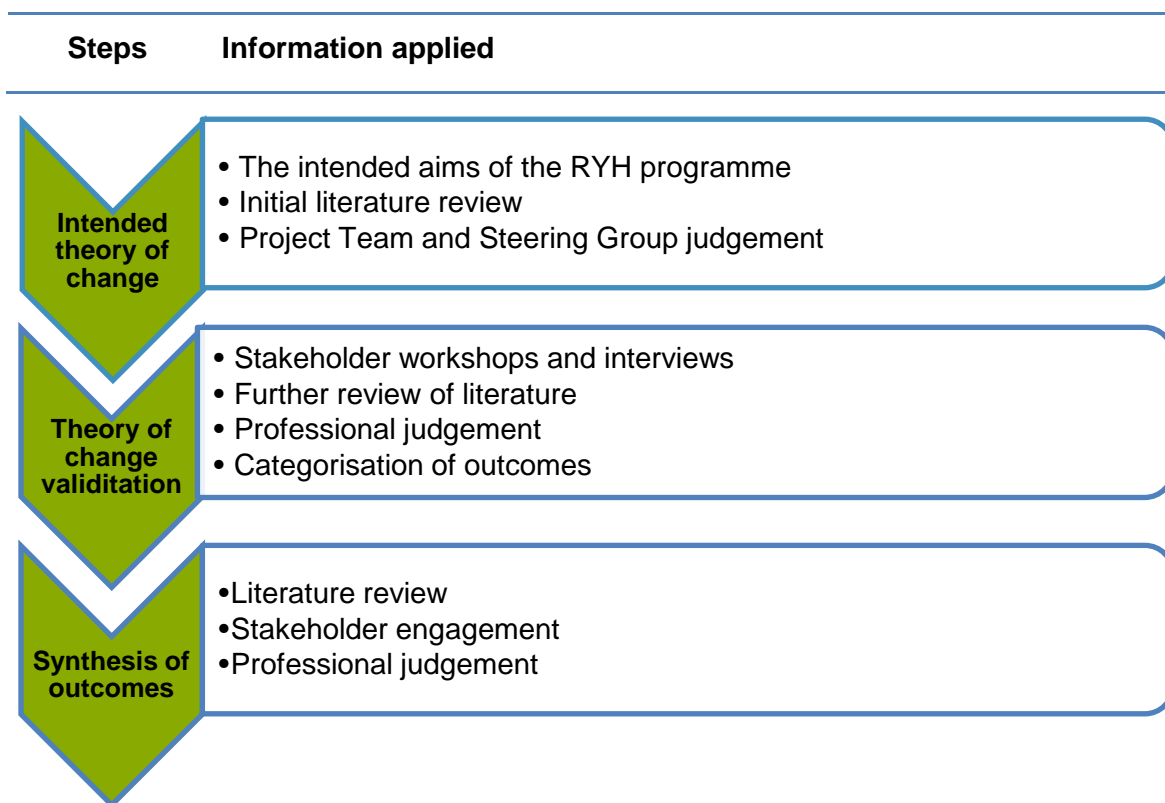 Steps Information applied
Intended
theory of
change
• The intended aims of the RYH programme
• Initial literature review
• Project Team and Steering Group judgement
Theory of
change
validitation
• Stakeholder workshops and interviews
• Further review of literature
• Professional judgement
• Categorisation of outcomes
Synthesis of
outcomes
•Literature review
•Stakeholder engagement
•Professional judgement